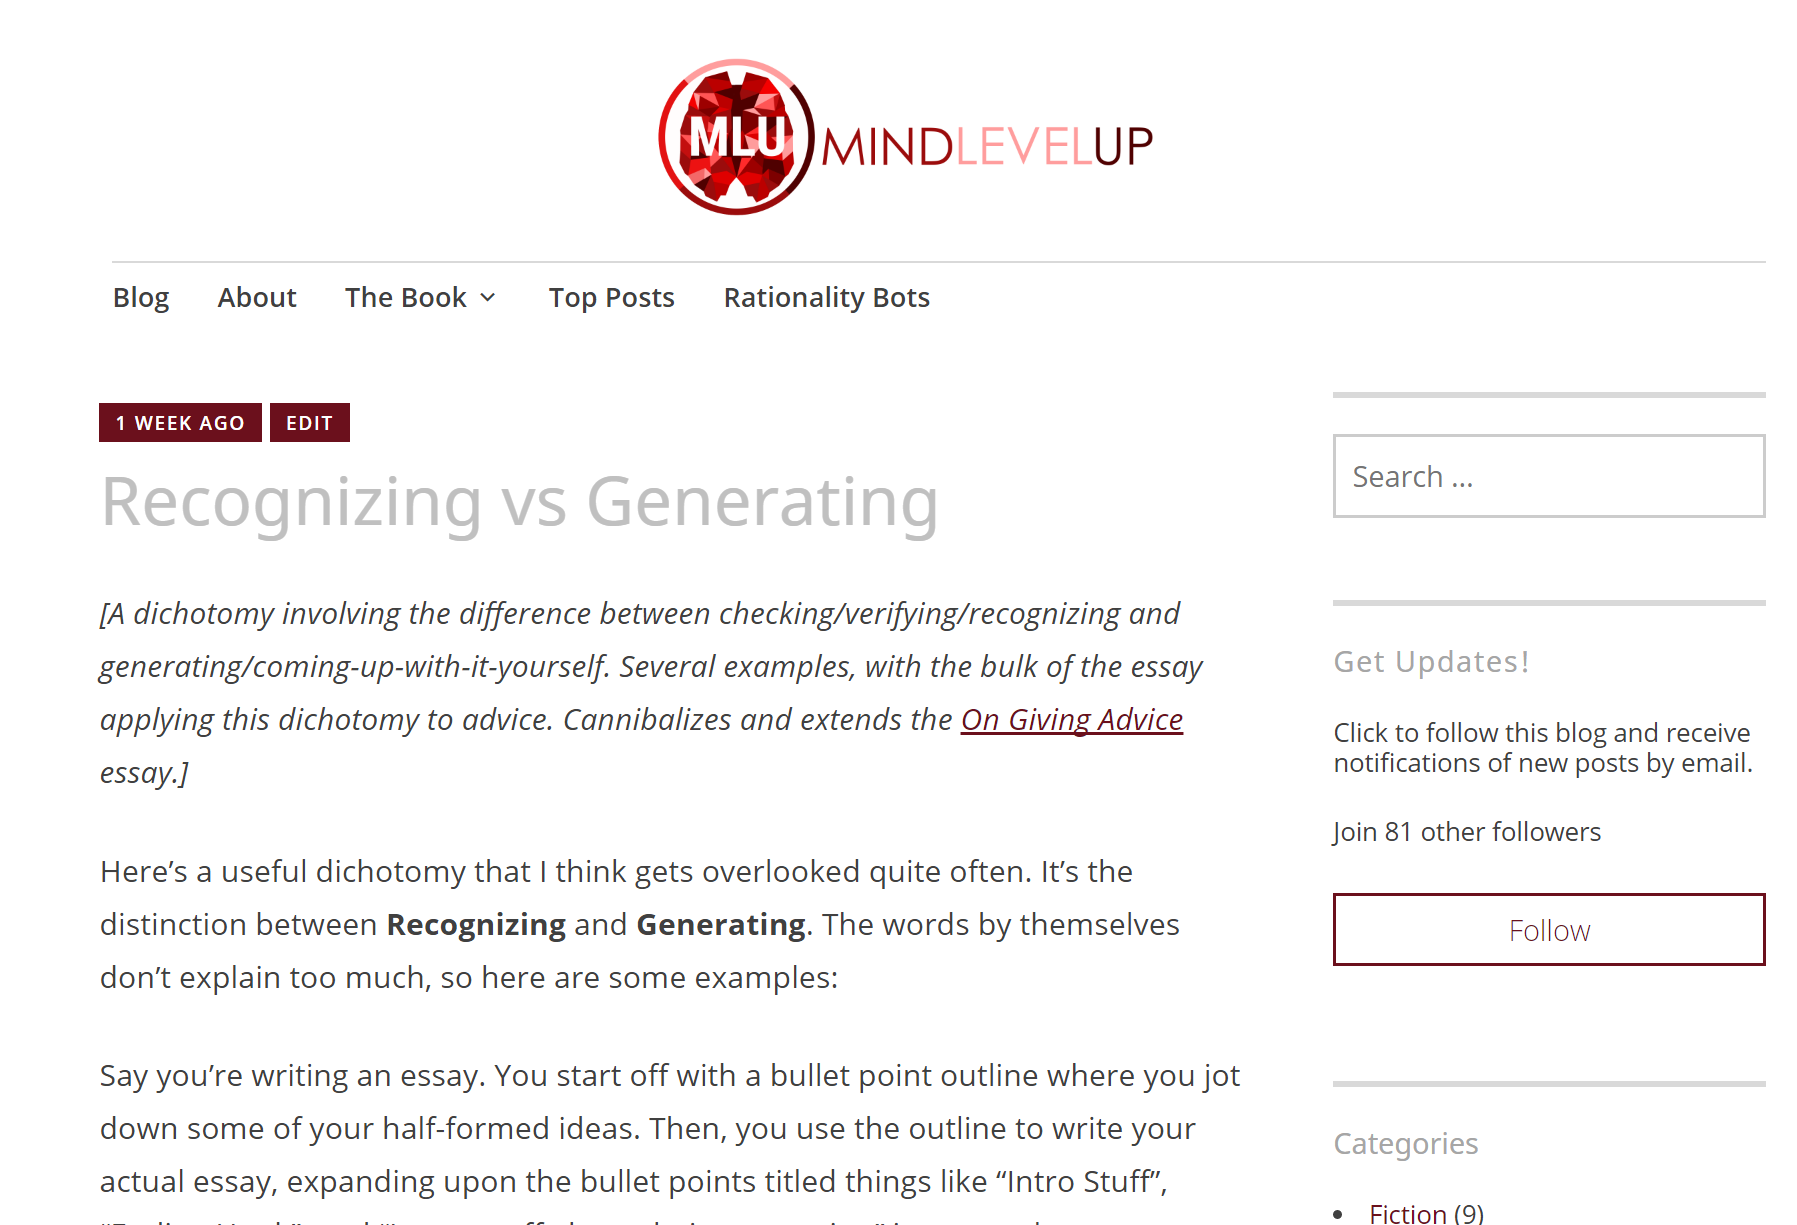 MLU MINDLEVELUP
Blog About The Book Top Posts Rationality Bots
1 WEEK AGO EDIT
Recognizing vs Generating
[A dichotomy involving the difference between checking/verifying/recognizing and
generating/coming-up-with-it-yourself. Several examples, with the bulk of the essay
applying this dichotomy to advice. Cannibalizes and extends the On Giving Advice
essay.]
Here’s a useful dichotomy that I think gets overlooked quite often. It’s the
distinction between Recognizing and Generating. The words by themselves
don’t explain too much, so here are some examples:
Say you’re writing an essay. You start off with a bullet point outline where you jot
down some of your half-formed ideas. Then, you use the outline to write your
actual essay, expanding upon the bullet points titled things like “Intro Stuff”,
Search ...
Get Updates!
Click to follow this blog and receive
notifications of new posts by email.
Join 81 other followers
Follow
Categories
Fiction (9)